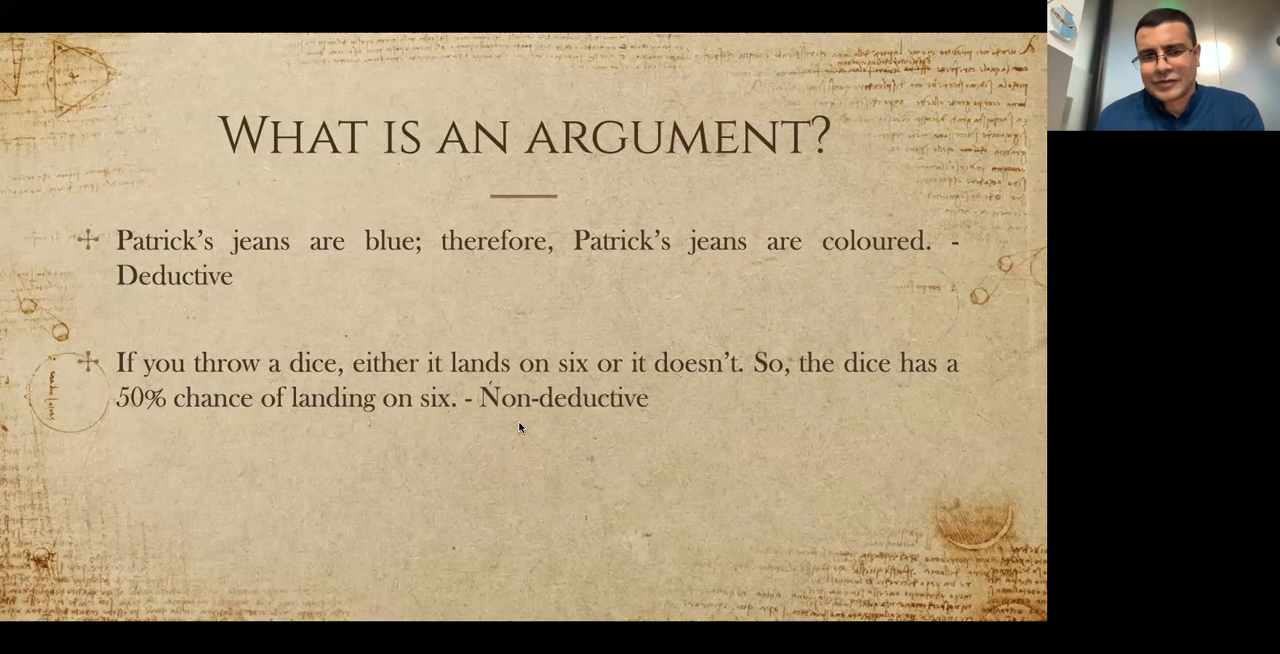 WHAT IS AN ARGUMENT?
Patrick's jeans are blue; therefore, Patrick's jeans are coloured. -
Deductive
If you throw a dice, either it lands on six or it doesn't. So, the dice has a
50% chance of landing on six. - Non-deductive